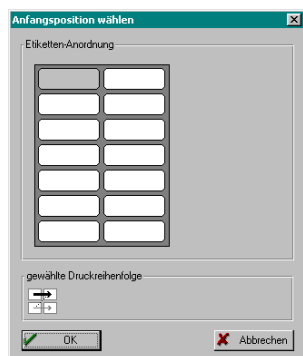 Anfangsposition wählen
Etiketten-Anordnung
gewählte Druckreihenfolge
OK
Abbrechen